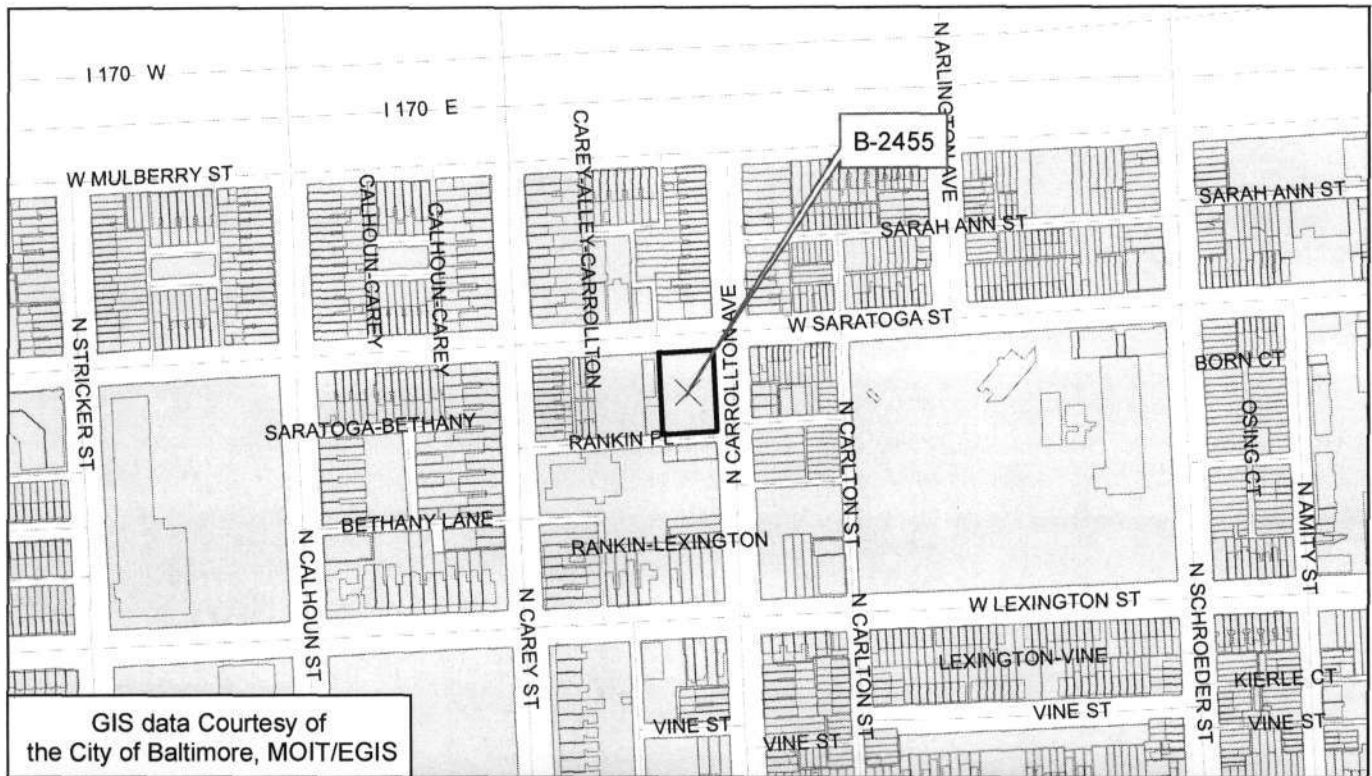 I 170 W
I 170 E
N ARLINGTON AVE
B-2455
W MULBERRY ST
CALHOUN-CAREY
CALHOUN-CAREY
CAREY-ALLEY-CARROLLTON
SARAH ANN ST
SARAH ANN ST
N CARROLLTON AVE
W SARATOGA ST
N STRICKER ST
SARATOGA-BETHANY
RANKIN PL
N CARLTON ST
BORN CT
OSING CT
N AMITY ST
BETHANY LANE
RANKIN-LEXINGTON
N CALHOUN ST
N CAREY ST
N CARLTON ST
W LEXINGTON ST
N SCHROEDER ST
LEXINGTON-VINE
KIERLE CT
VINE ST
VINE ST
VINE ST
VINE ST
GIS data Courtesy of
the City of Baltimore, MOIT/EGIS